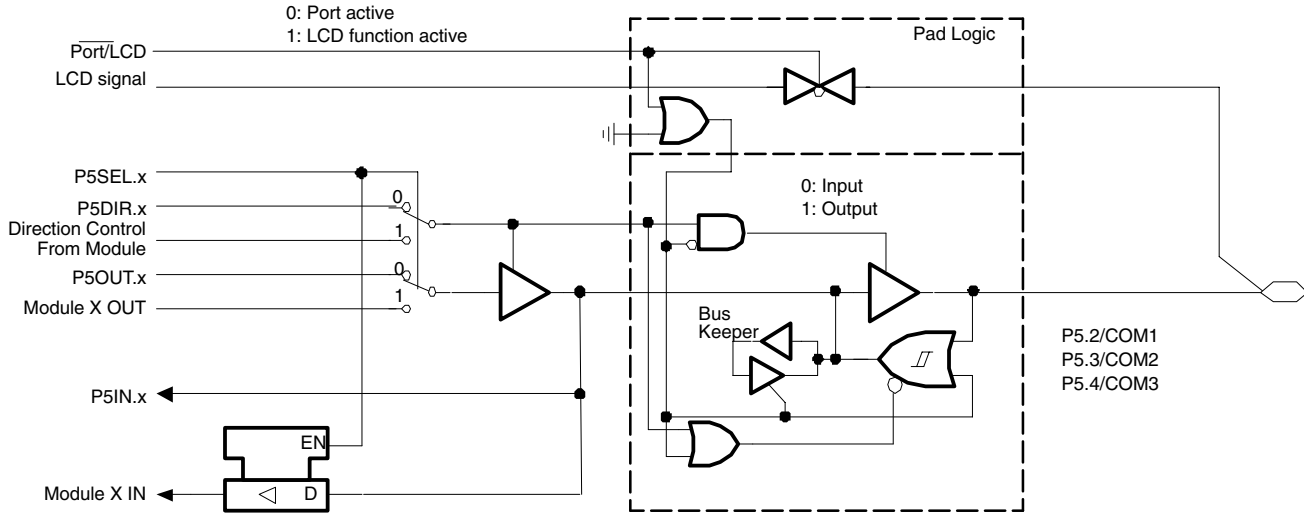 0: Port active
1: LCD function active
Port/LCD
LCD signal
Pad Logic
P5SEL.x
P5DIR.x
0
Direction Control
From Module
1
P5OUT.x
0
Module X OUT
1
0: Input
1: Output
Bus
Keeper
P5.2/COM1
P5.3/COM2
P5.4/COM3
P5IN.x
EN
Module X IN
D